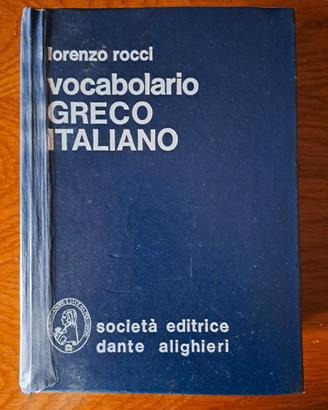 lorenzo rocci
vocabolario
GRECO
ITALIANO
società editrice
dante alighieri